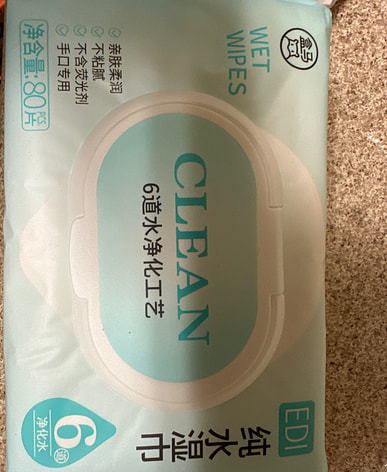 盒马
WET
WIPES
亲肤柔润
不粘腻
不含荧光剂
手口专用
净含量:80片
CLEAN
6道水净化工艺
EDI
纯水
湿巾
6道
净化水